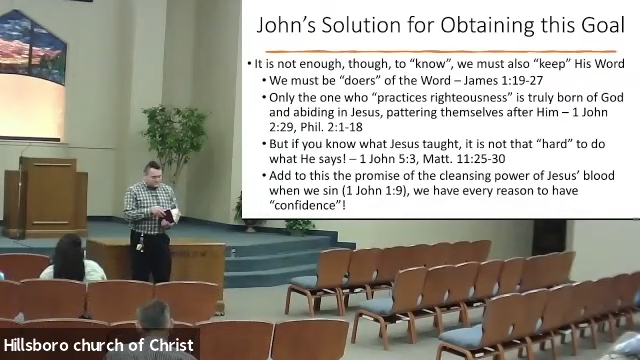 John's Solution for Obtaining this Goal
• It is not enough, though, to "know", we must also "keep" His Word
• We must be "doers" of the Word – James 1:19-27
• Only the one who "practices righteousness" is truly born of God
and abiding in Jesus, pattering themselves after Him – 1 John
2:29, Phil. 2:1-18
• But if you know what Jesus taught, it is not that "hard" to do
what He says! – 1 John 5:3, Matt. 11:25-30
• Add to this the promise of the cleansing power of Jesus' blood
when we sin (1 John 1:9), we have every reason to have
"confidence"!
Hillsboro church of Christ